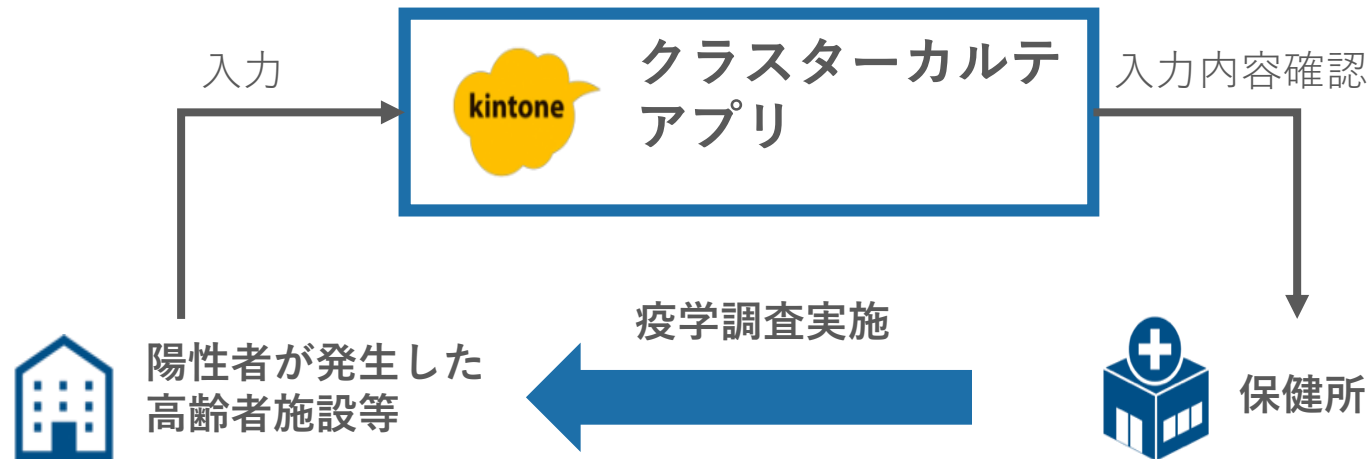 入力
kintone
クラスターカルテ
アプリ
入力内容確認
疫学調査実施
陽性者が発生した
高齢者施設等
保健所